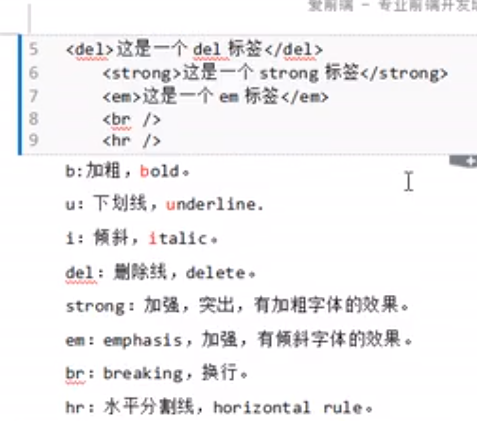 爱前端 - 专业前端开发
5 <del>这是一个 del 标签</del>
6 <strong>这是一个 strong 标签</strong>
7 <em>这是一个 em 标签</em>
8 <br />
9 <hr />
b:加粗，bold。
u：下划线，underline.
i：倾斜，italic。
del：删除线，delete。
strong：加强，突出，有加粗字体的效果。
em：emphasis，加强，有倾斜字体的效果。
br：breaking，换行。
hr：水平分割线，horizontal rule。